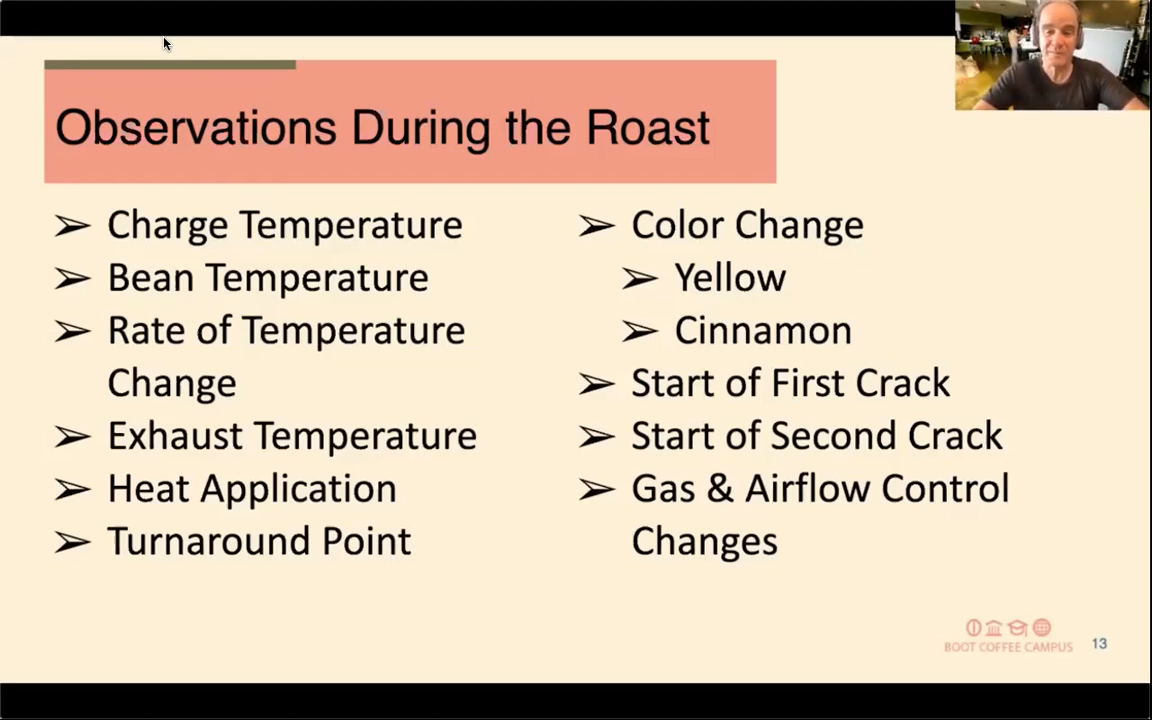 Observations During the Roast
➢ Charge Temperature
➢ Bean Temperature
➢ Rate of Temperature
Change
➢ Exhaust Temperature
➢ Heat Application
➢ Turnaround Point
➢ Color Change
➢ Yellow
➢ Cinnamon
➢ Start of First Crack
➢ Start of Second Crack
➢ Gas & Airflow Control
Changes
BOOT COFFEE CAMPUS
13